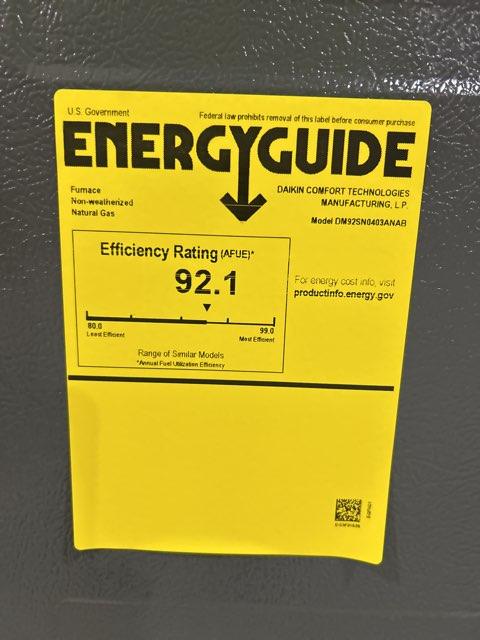 U.S. Government
Federal law prohibits removal of this label before consumer purchase
ENERGYGUIDE
Furnace
Non-weatherized
Natural Gas
DAIKIN COMFORT TECHNOLOGIES
MANUFACTURING, L.P.
Model DM92SN0403ANAB
Efficiency Rating (AFUE)*
92.1
80.0
Least Efficient
99.0
Most Efficient
Range of Similar Models
*Annual Fuel Utilization Efficiency
For energy cost info, visit
productinfo.energy.gov